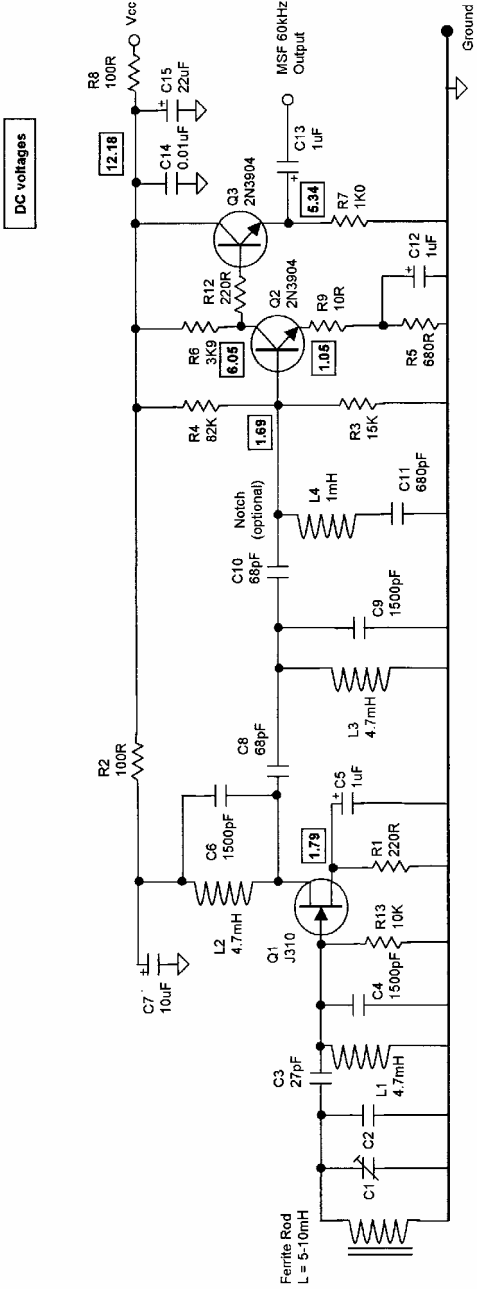 DC voltages
Ferrite Rod
L = 5-10mH
C1
C2
C3
27pF
L1
4.7mH
C4
1500pF
R13
10K
Q1
J310
1.79
R1
220R
C5
1uF
C7
10uF
L2
4.7mH
C6
1500pF
R2
100R
C8
68pF
L3
4.7mH
C9
1500pF
C10
68pF
Notch
(optional)
L4
1mH
C11
680pF
R4
82K
1.69
R3
15K
R6
3K9
6.05
R12
220R
Q2
2N3904
1.05
R9
10R
R5
680R
C12
1uF
Q3
2N3904
5.34
R7
1K0
C13
1uF
MSF 60kHz
Output
12.18
C14
0.01uF
C15
22uF
R8
100R
Vcc
Ground